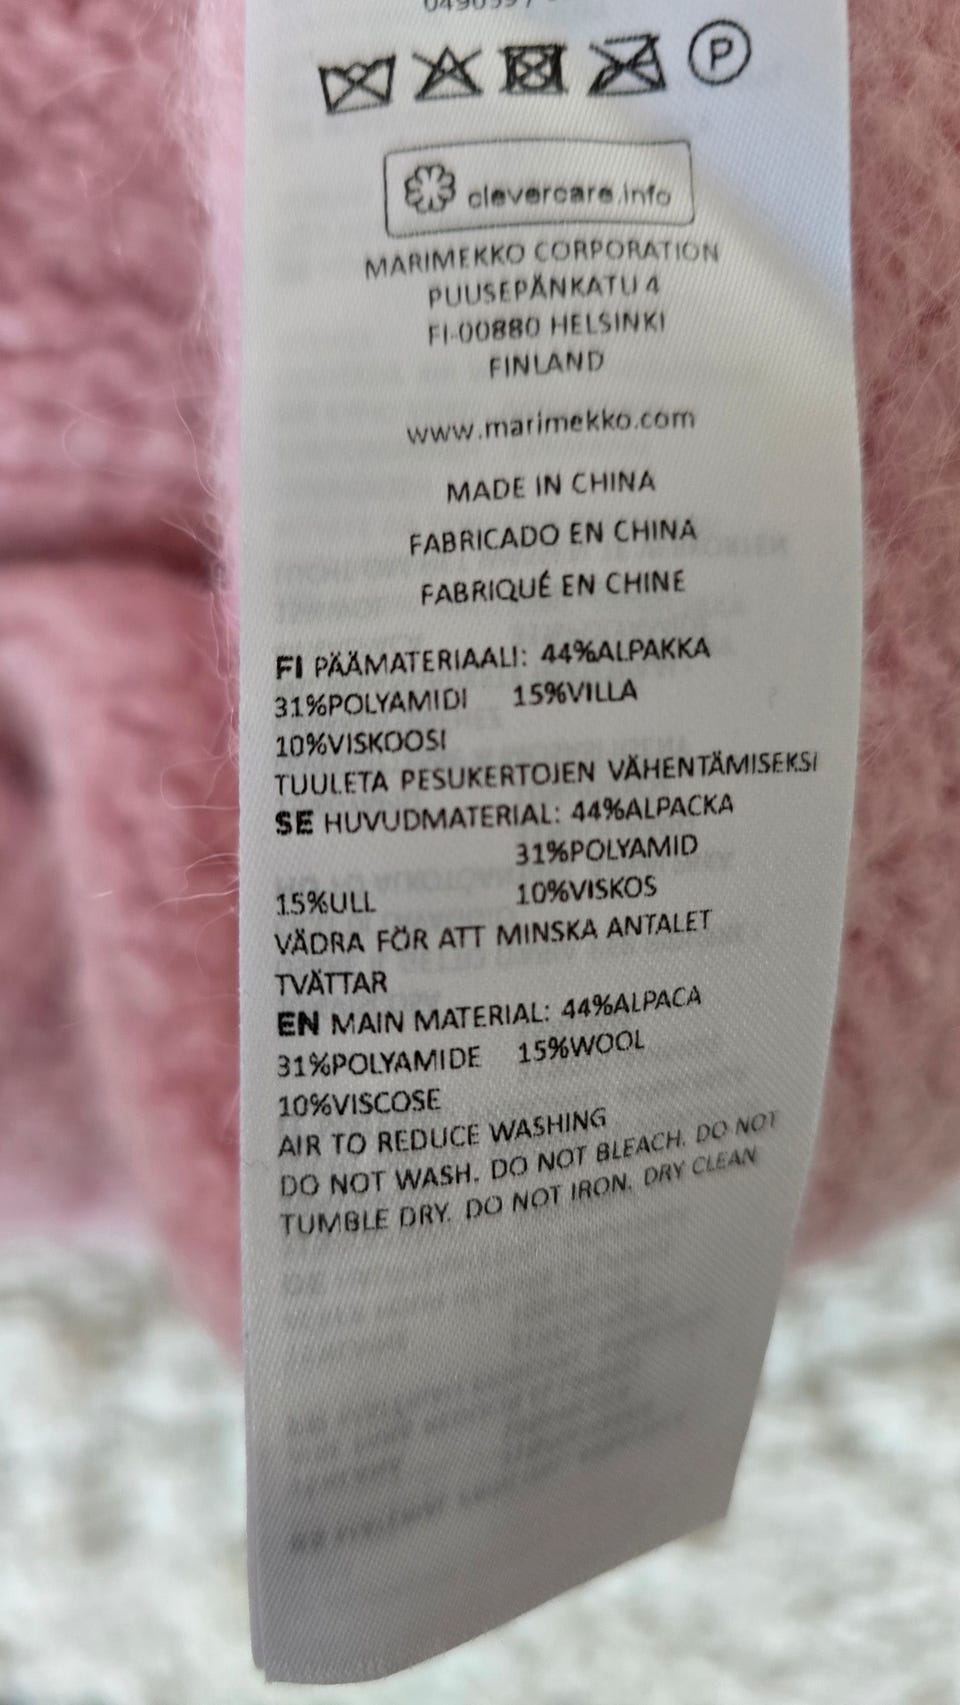 P
clevercare.info
MARIMEKKO CORPORATION
PUUSEPÄNKATU 4
FI-00880 HELSINKI
FINLAND
www.marimekko.com
MADE IN CHINA
FABRICADO EN CHINA
FABRIQUÉ EN CHINE
FI PÄÄMATERIAALI: 44%ALPAKKA
31%POLYAMIDI 15%VILLA
10%VISKOOSI
TUULETA PESUKERTOJEN VÄHENTÄMISEKSI
SE HUVUDMATERIAL: 44%ALPACKA
31%POLYAMID
15%ULL 10%VISKOS
VÄDRA FÖR ATT MINSKA ANTALET
TVÄTTAR
EN MAIN MATERIAL: 44%ALPACA
31%POLYAMIDE 15%WOOL
10%VISCOSE
AIR TO REDUCE WASHING
DO NOT WASH. DO NOT BLEACH. DO NOT
TUMBLE DRY. DO NOT IRON. DRY CLEAN